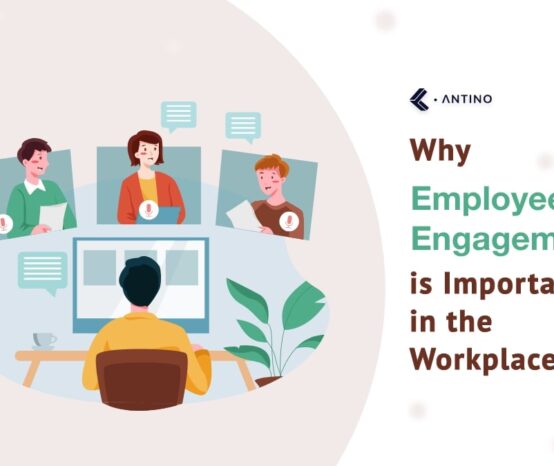 ANTINO
Why
Employee
Engagem
is Importa
in the
Workplace